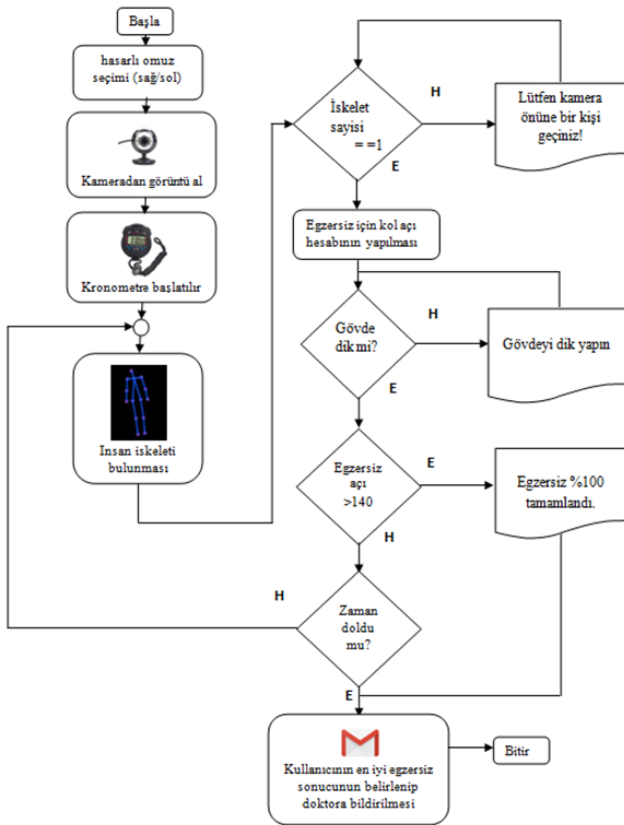 Başla
hasarlı omuz
seçimi (sağ/sol)
Kameradan görüntü al
Kronometre başlatılır
Insan iskeleti
bulunması
İskelet
sayisi
= =1
H
E
Lütfen kamera
önüne bir kişi
geçiniz!
Egzersiz için kol açı
hesabının yapılması
Gövde
dik mi?
H
E
Gövdeyi dik yapın
Egzersiz
açı
>140
E
H
Egzersiz %100
tamamlandı.
Zaman
doldu
mu?
H
E
Kullanıcının en iyi egzersiz
sonucunun belirlenip
doktora bildirilmesi
Bitir